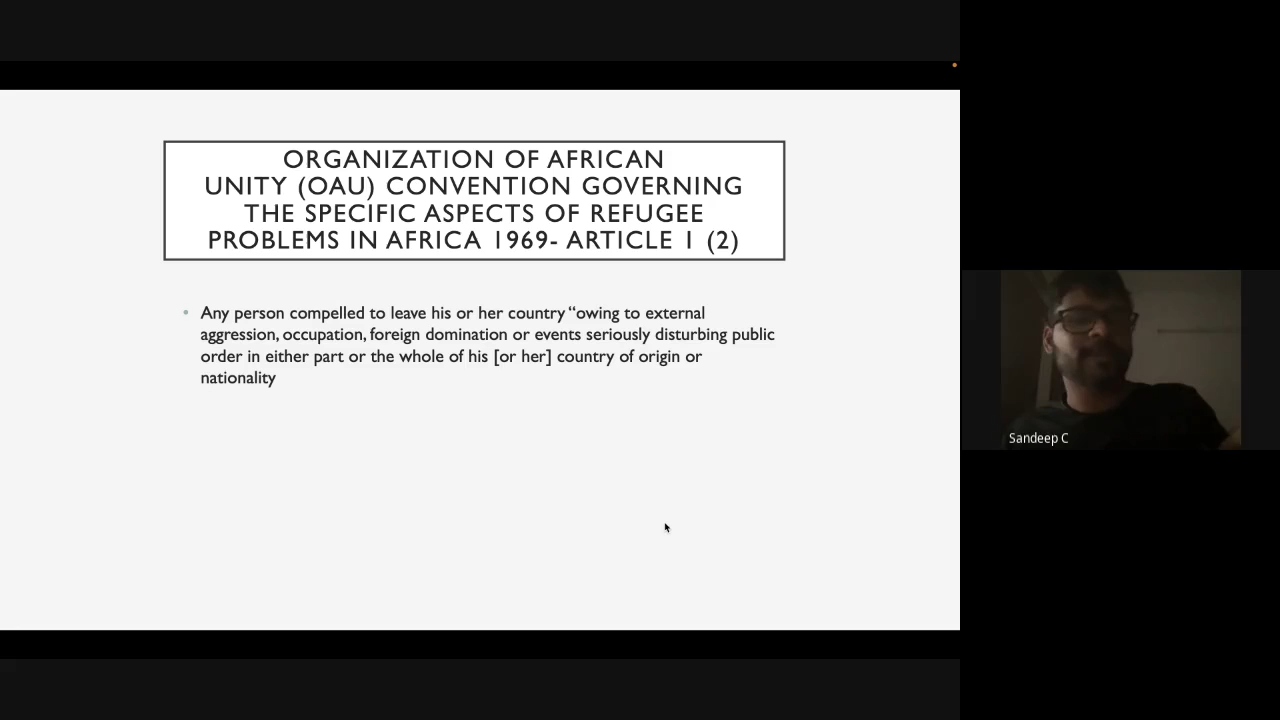 ORGANIZATION OF AFRICAN
UNITY (OAU) CONVENTION GOVERNING
THE SPECIFIC ASPECTS OF REFUGEE
PROBLEMS IN AFRICA 1969- ARTICLE 1 (2)
• Any person compelled to leave his or her country “owing to external
aggression, occupation, foreign domination or events seriously disturbing public
order in either part or the whole of his [or her] country of origin or
nationality
Sandeep C